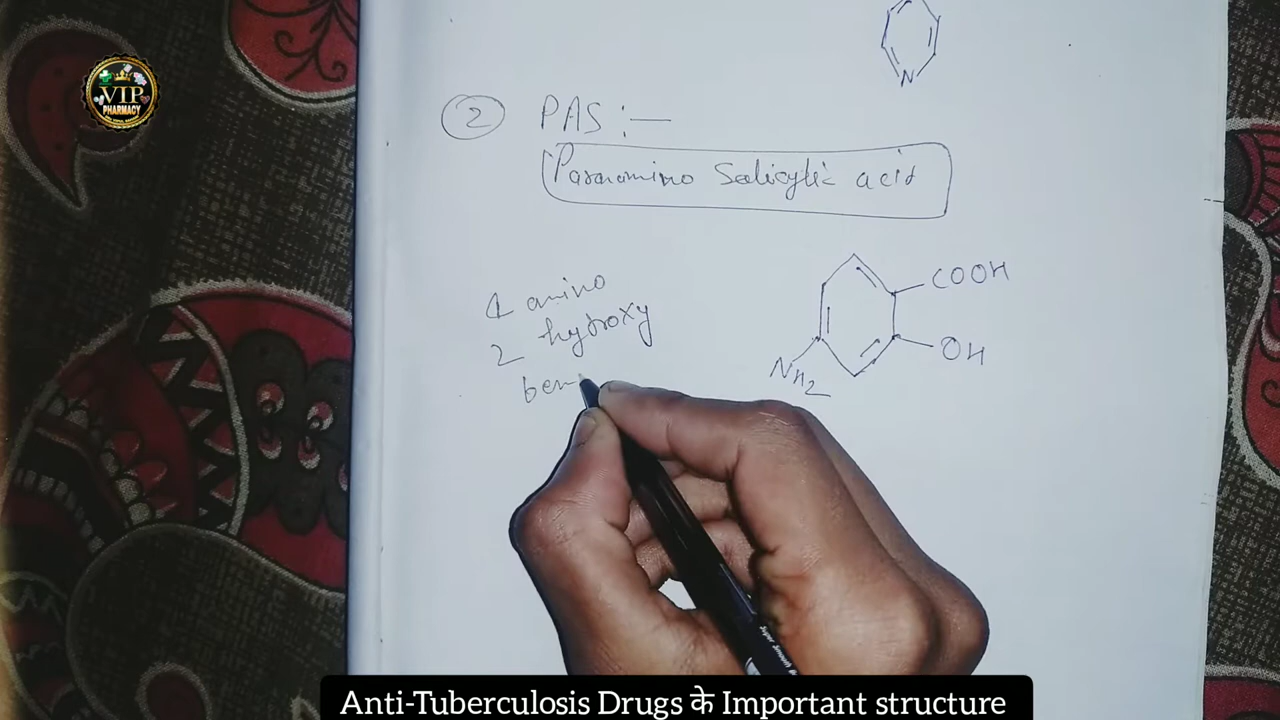 VIP
PHARMACY
N
2 PAS :—
Paraamino Salicylic acid
COOH
4 amino
2 hydroxy
OH
NH2
ben
Anti-Tuberculosis Drugs के Important structure